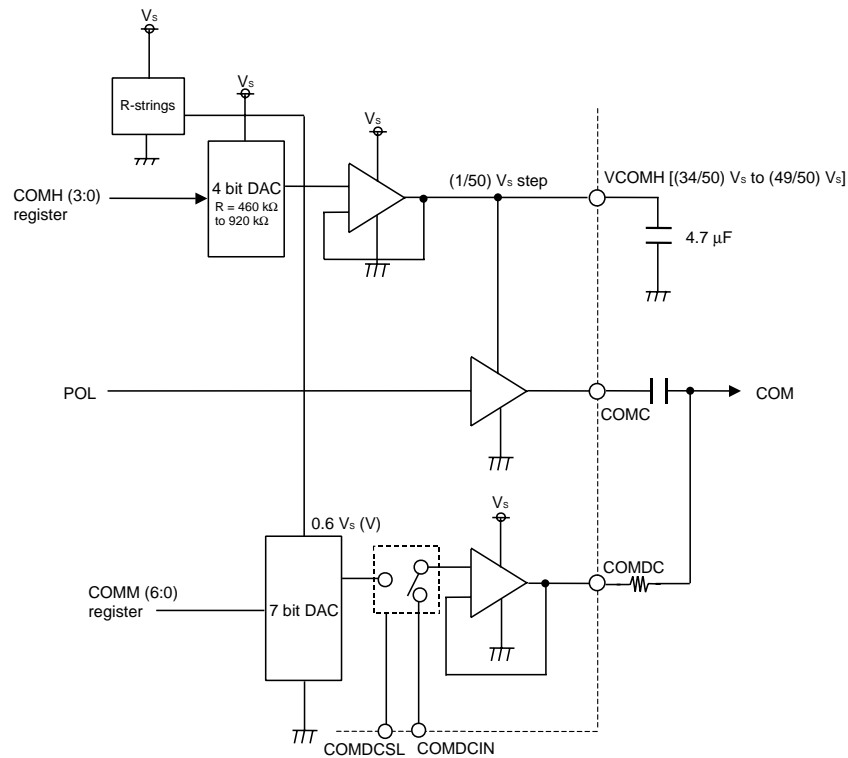 Vs
R-strings
Vs
Vs
4 bit DAC
R = 460 kΩ
to 920 kΩ
COMH (3:0)
register
(1/50) Vs step
VCOMH [(34/50) Vs to (49/50) Vs]
4.7 μF
POL
COMC
COM
Vs
0.6 Vs (V)
COMDC
COMM (6:0)
register
7 bit DAC
COMDCSL
COMDCIN